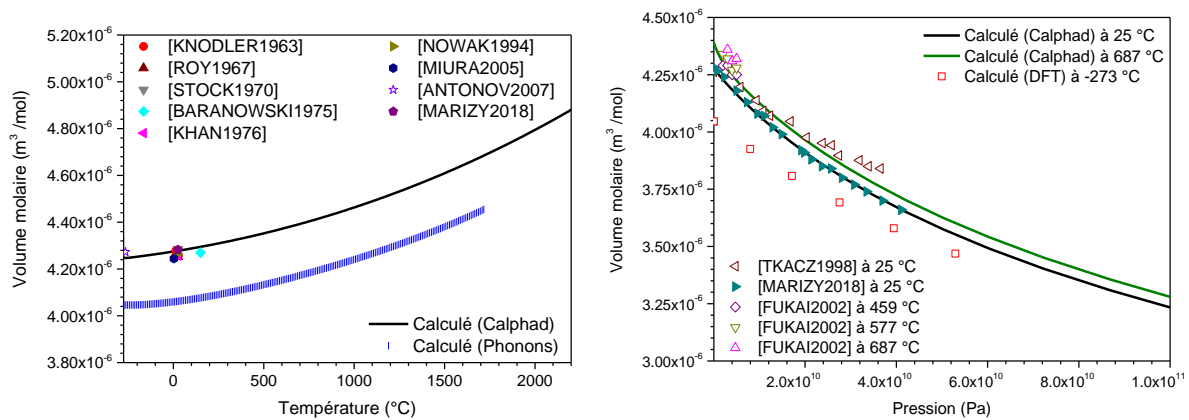 5.20x10⁻⁶
5.00x10⁻⁶
4.80x10⁻⁶
4.60x10⁻⁶
4.40x10⁻⁶
4.20x10⁻⁶
4.00x10⁻⁶
3.80x10⁻⁶
Volume molaire (m³ /mol)
[KNODLER1963]
[ROY1967]
[STOCK1970]
[BARANOWSKI1975]
[KHAN1976]
[NOWAK1994]
[MIURA2005]
[ANTONOV2007]
[MARIZY2018]
Calculé (Calphad)
Calculé (Phonons)
0 500 1000 1500 2000
Température (°C)
4.50x10⁻⁶
4.25x10⁻⁶
4.00x10⁻⁶
3.75x10⁻⁶
3.50x10⁻⁶
3.25x10⁻⁶
3.00x10⁻⁶
Volume molaire (m³ /mol)
Calculé (Calphad) à 25 °C
Calculé (Calphad) à 687 °C
Calculé (DFT) à -273 °C
[TKACZ1998] à 25 °C
[MARIZY2018] à 25 °C
[FUKAI2002] à 459 °C
[FUKAI2002] à 577 °C
[FUKAI2002] à 687 °C
2.0x10¹⁰ 4.0x10¹⁰ 6.0x10¹⁰ 8.0x10¹⁰ 1.0x10¹¹
Pression (Pa)